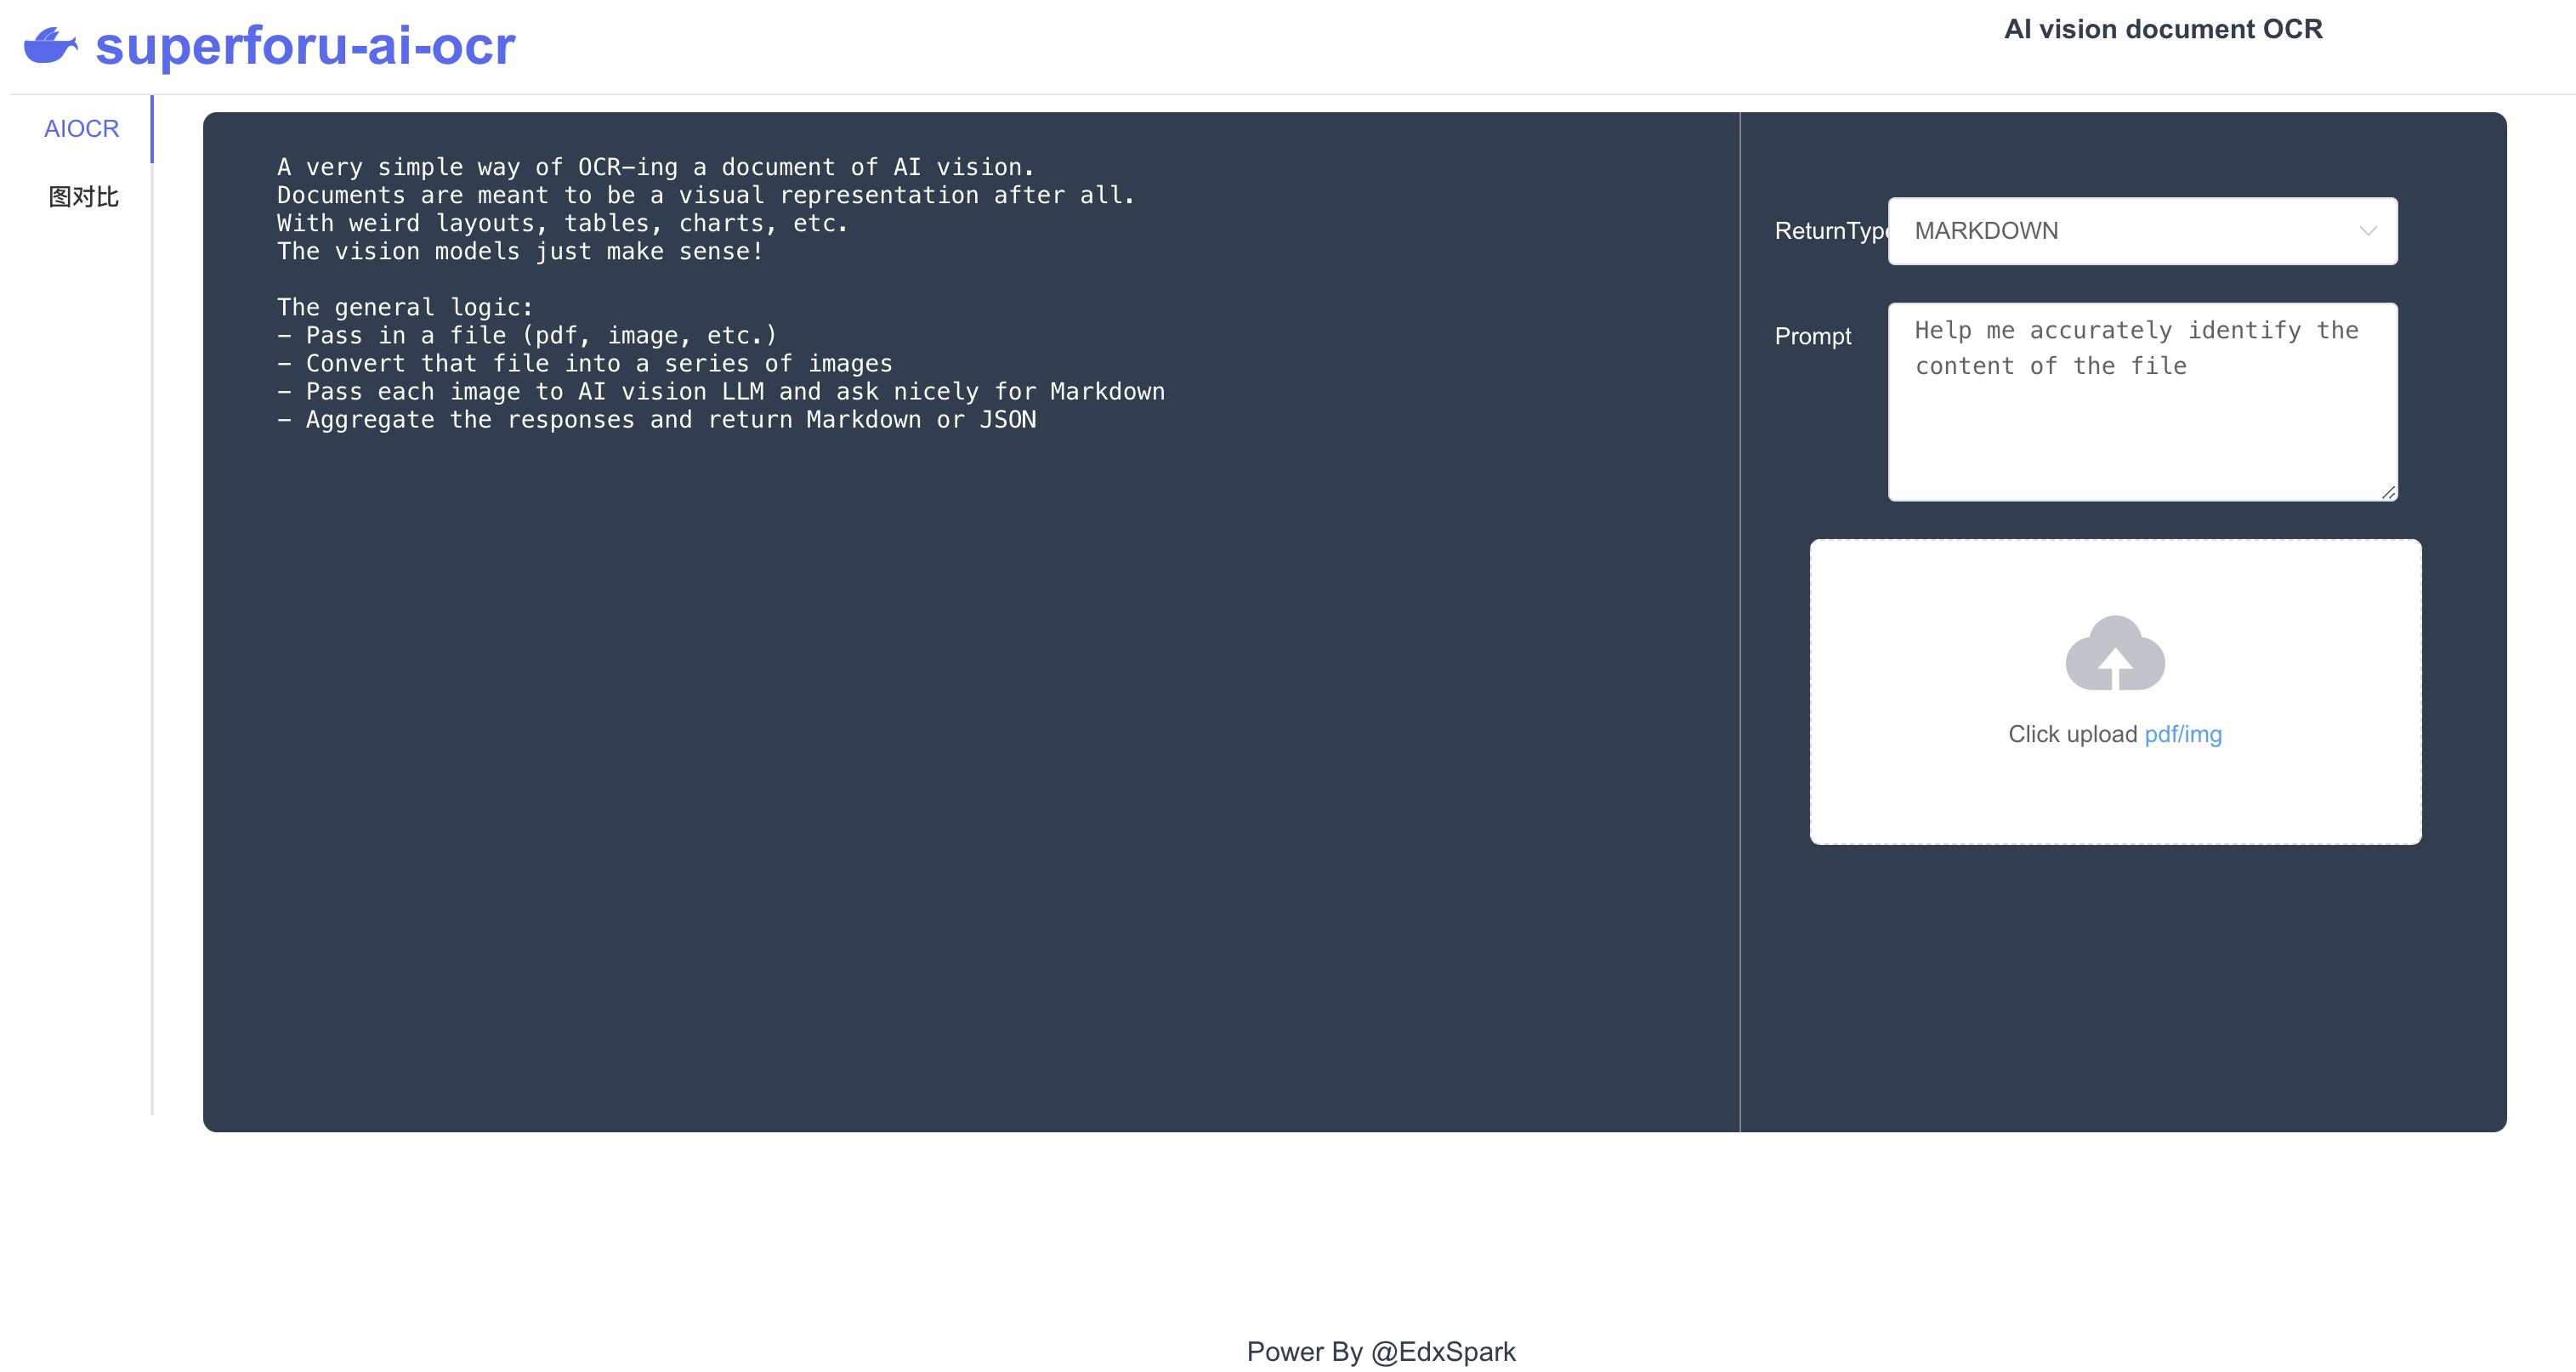 superforu-ai-ocr
AI vision document OCR
AIOCR
图对比
A very simple way of OCR-ing a document of AI vision.
Documents are meant to be a visual representation after all.
With weird layouts, tables, charts, etc.
The vision models just make sense!
The general logic:
- Pass in a file (pdf, image, etc.)
- Convert that file into a series of images
- Pass each image to AI vision LLM and ask nicely for Markdown
- Aggregate the responses and return Markdown or JSON
ReturnType MARKDOWN
Prompt
Help me accurately identify the
content of the file
Click upload pdf/img
Power By @EdxSpark